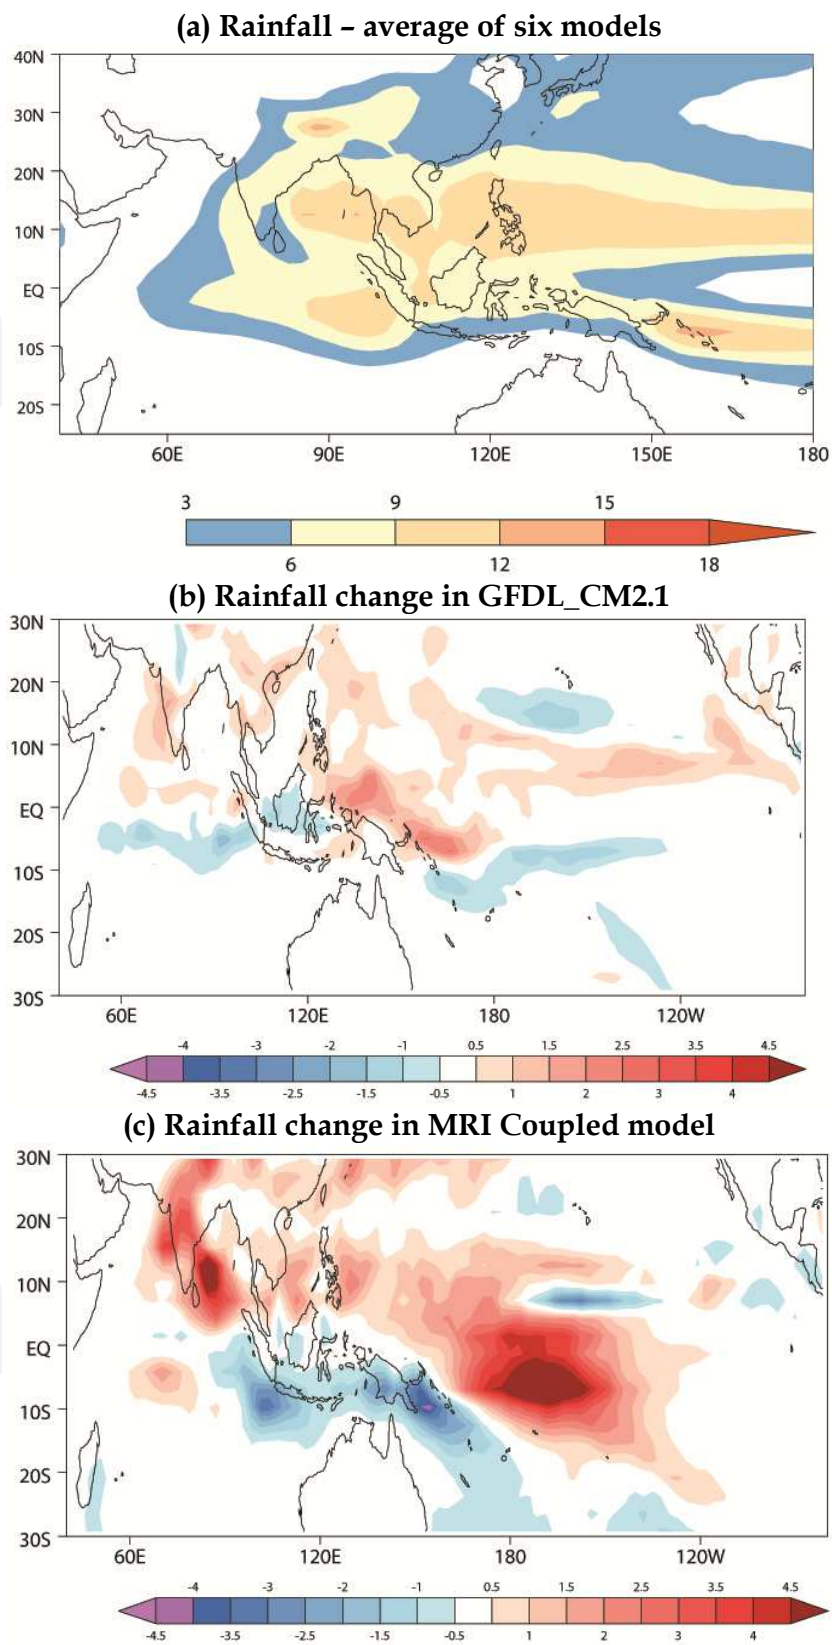 (a) Rainfall – average of six models
40N
30N
20N
10N
EQ
10S
20S
60E 90E 120E 150E 180
3 9 15
6 12 18
(b) Rainfall change in GFDL_CM2.1
30N
20N
10N
EQ
10S
20S
30S
60E 120E 180 120W
-4 -3 -2 -1 0.5 1.5 2.5 3.5 4.5
-4.5 -3.5 -2.5 -1.5 -0.5 1 2 3 4
(c) Rainfall change in MRI Coupled model
30N
20N
10N
EQ
10S
20S
30S
60E 120E 180 120W
-4 -3 -2 -1 0.5 1.5 2.5 3.5 4.5
-4.5 -3.5 -2.5 -1.5 -0.5 1 2 3 4